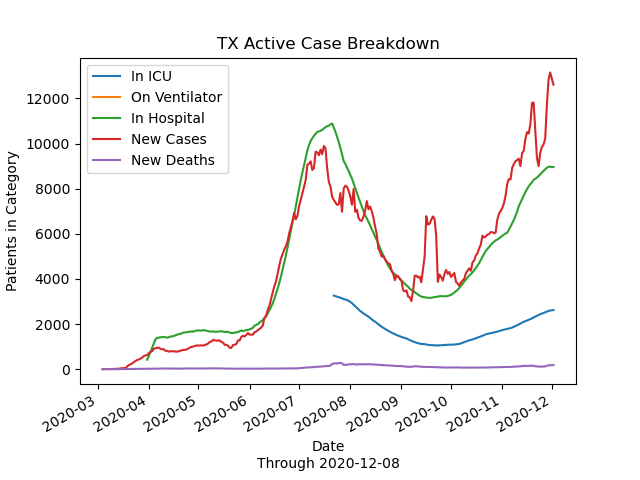 TX Active Case Breakdown
In ICU
On Ventilator
In Hospital
New Cases
New Deaths
Patients in Category
12000
10000
8000
6000
4000
2000
0
2020-03
2020-04
2020-05
2020-06
2020-07
2020-08
2020-09
2020-10
2020-11
2020-12
Date
Through 2020-12-08